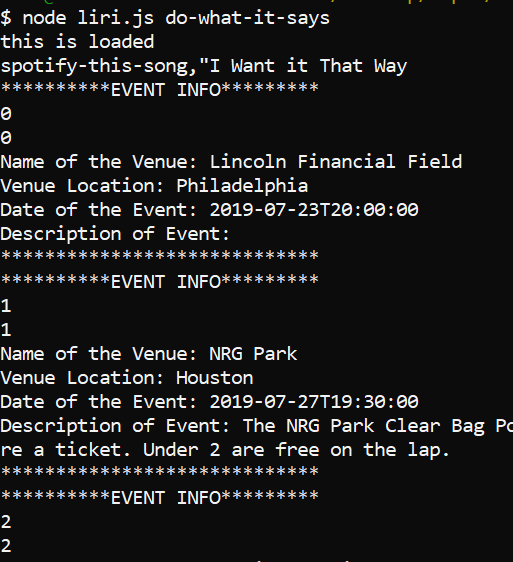 $ node liri.js do-what-it-says
this is loaded
spotify-this-song,"I Want it That Way
**********EVENT INFO*********
0
0
Name of the Venue: Lincoln Financial Field
Venue Location: Philadelphia
Date of the Event: 2019-07-23T20:00:00
Description of Event:
*****************************
**********EVENT INFO*********
1
1
Name of the Venue: NRG Park
Venue Location: Houston
Date of the Event: 2019-07-27T19:30:00
Description of Event: The NRG Park Clear Bag Po
re a ticket. Under 2 are free on the lap.
*****************************
**********EVENT INFO*********
2
2